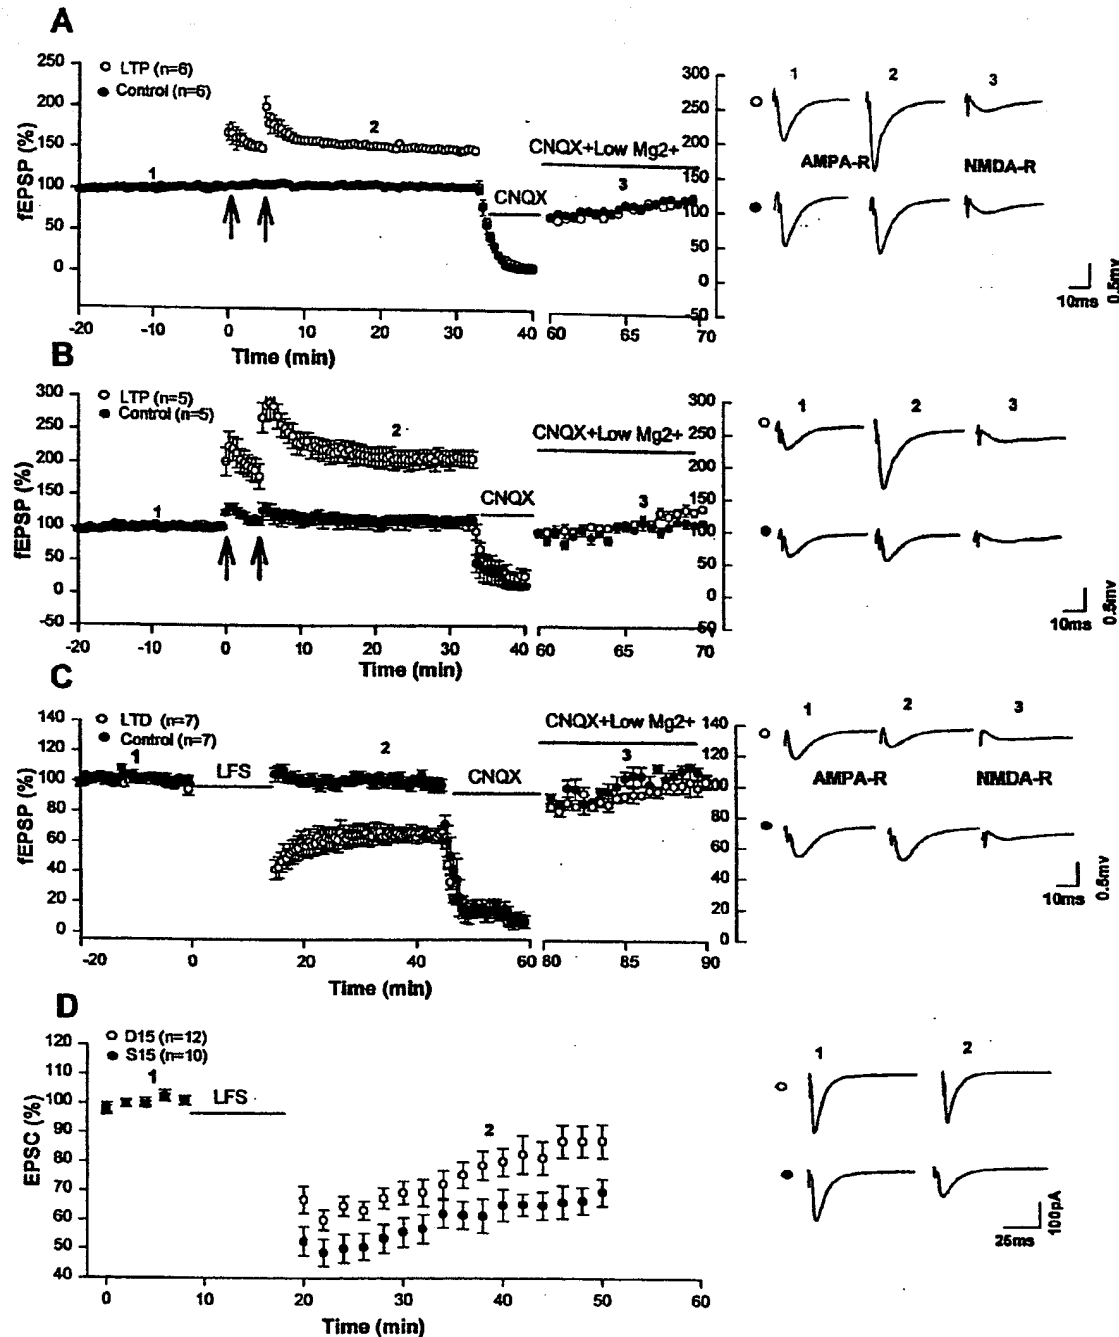 A
250
200
150
100
50
0
fEPSP (%)
LTP (n=6)
Control (n=6)
1
2
CNQX
CNQX+Low Mg2+
3
-20
-10
0
10
20
30
40
60
65
70
Time (min)
300
250
200
150
100
50
0
50
1
2
3
AMPA-R
NMDA-R
10ms
0.5mv
B
300
250
200
150
100
50
0
-50
fEPSP (%)
LTP (n=5)
Control (n=5)
1
2
CNQX
CNQX+Low Mg2+
3
-20
-10
0
10
20
30
40
60
65
70
Time (min)
300
250
200
150
100
50
0
50
1
2
3
10ms
0.5mv
C
140
120
100
80
60
40
20
0
fEPSP (%)
LTD (n=7)
Control (n=7)
1
LFS
2
CNQX
CNQX+Low Mg2+
3
-20
0
20
40
60
80
85
90
Time (min)
140
120
100
80
60
40
20
0
1
2
3
AMPA-R
NMDA-R
10ms
0.5mv
D
120
110
100
90
80
70
60
50
40
EPSC (%)
D15 (n=12)
S15 (n=10)
1
LFS
2
0
10
20
30
40
50
60
Time (min)
1
2
25ms
100pA